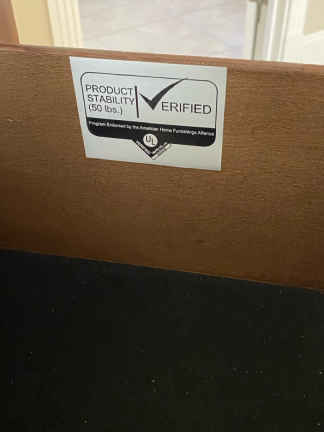 PRODUCT
STABILITY
(50 lbs.)
VERIFIED
Program Endorsed by the American Home Furnishings Alliance
UL